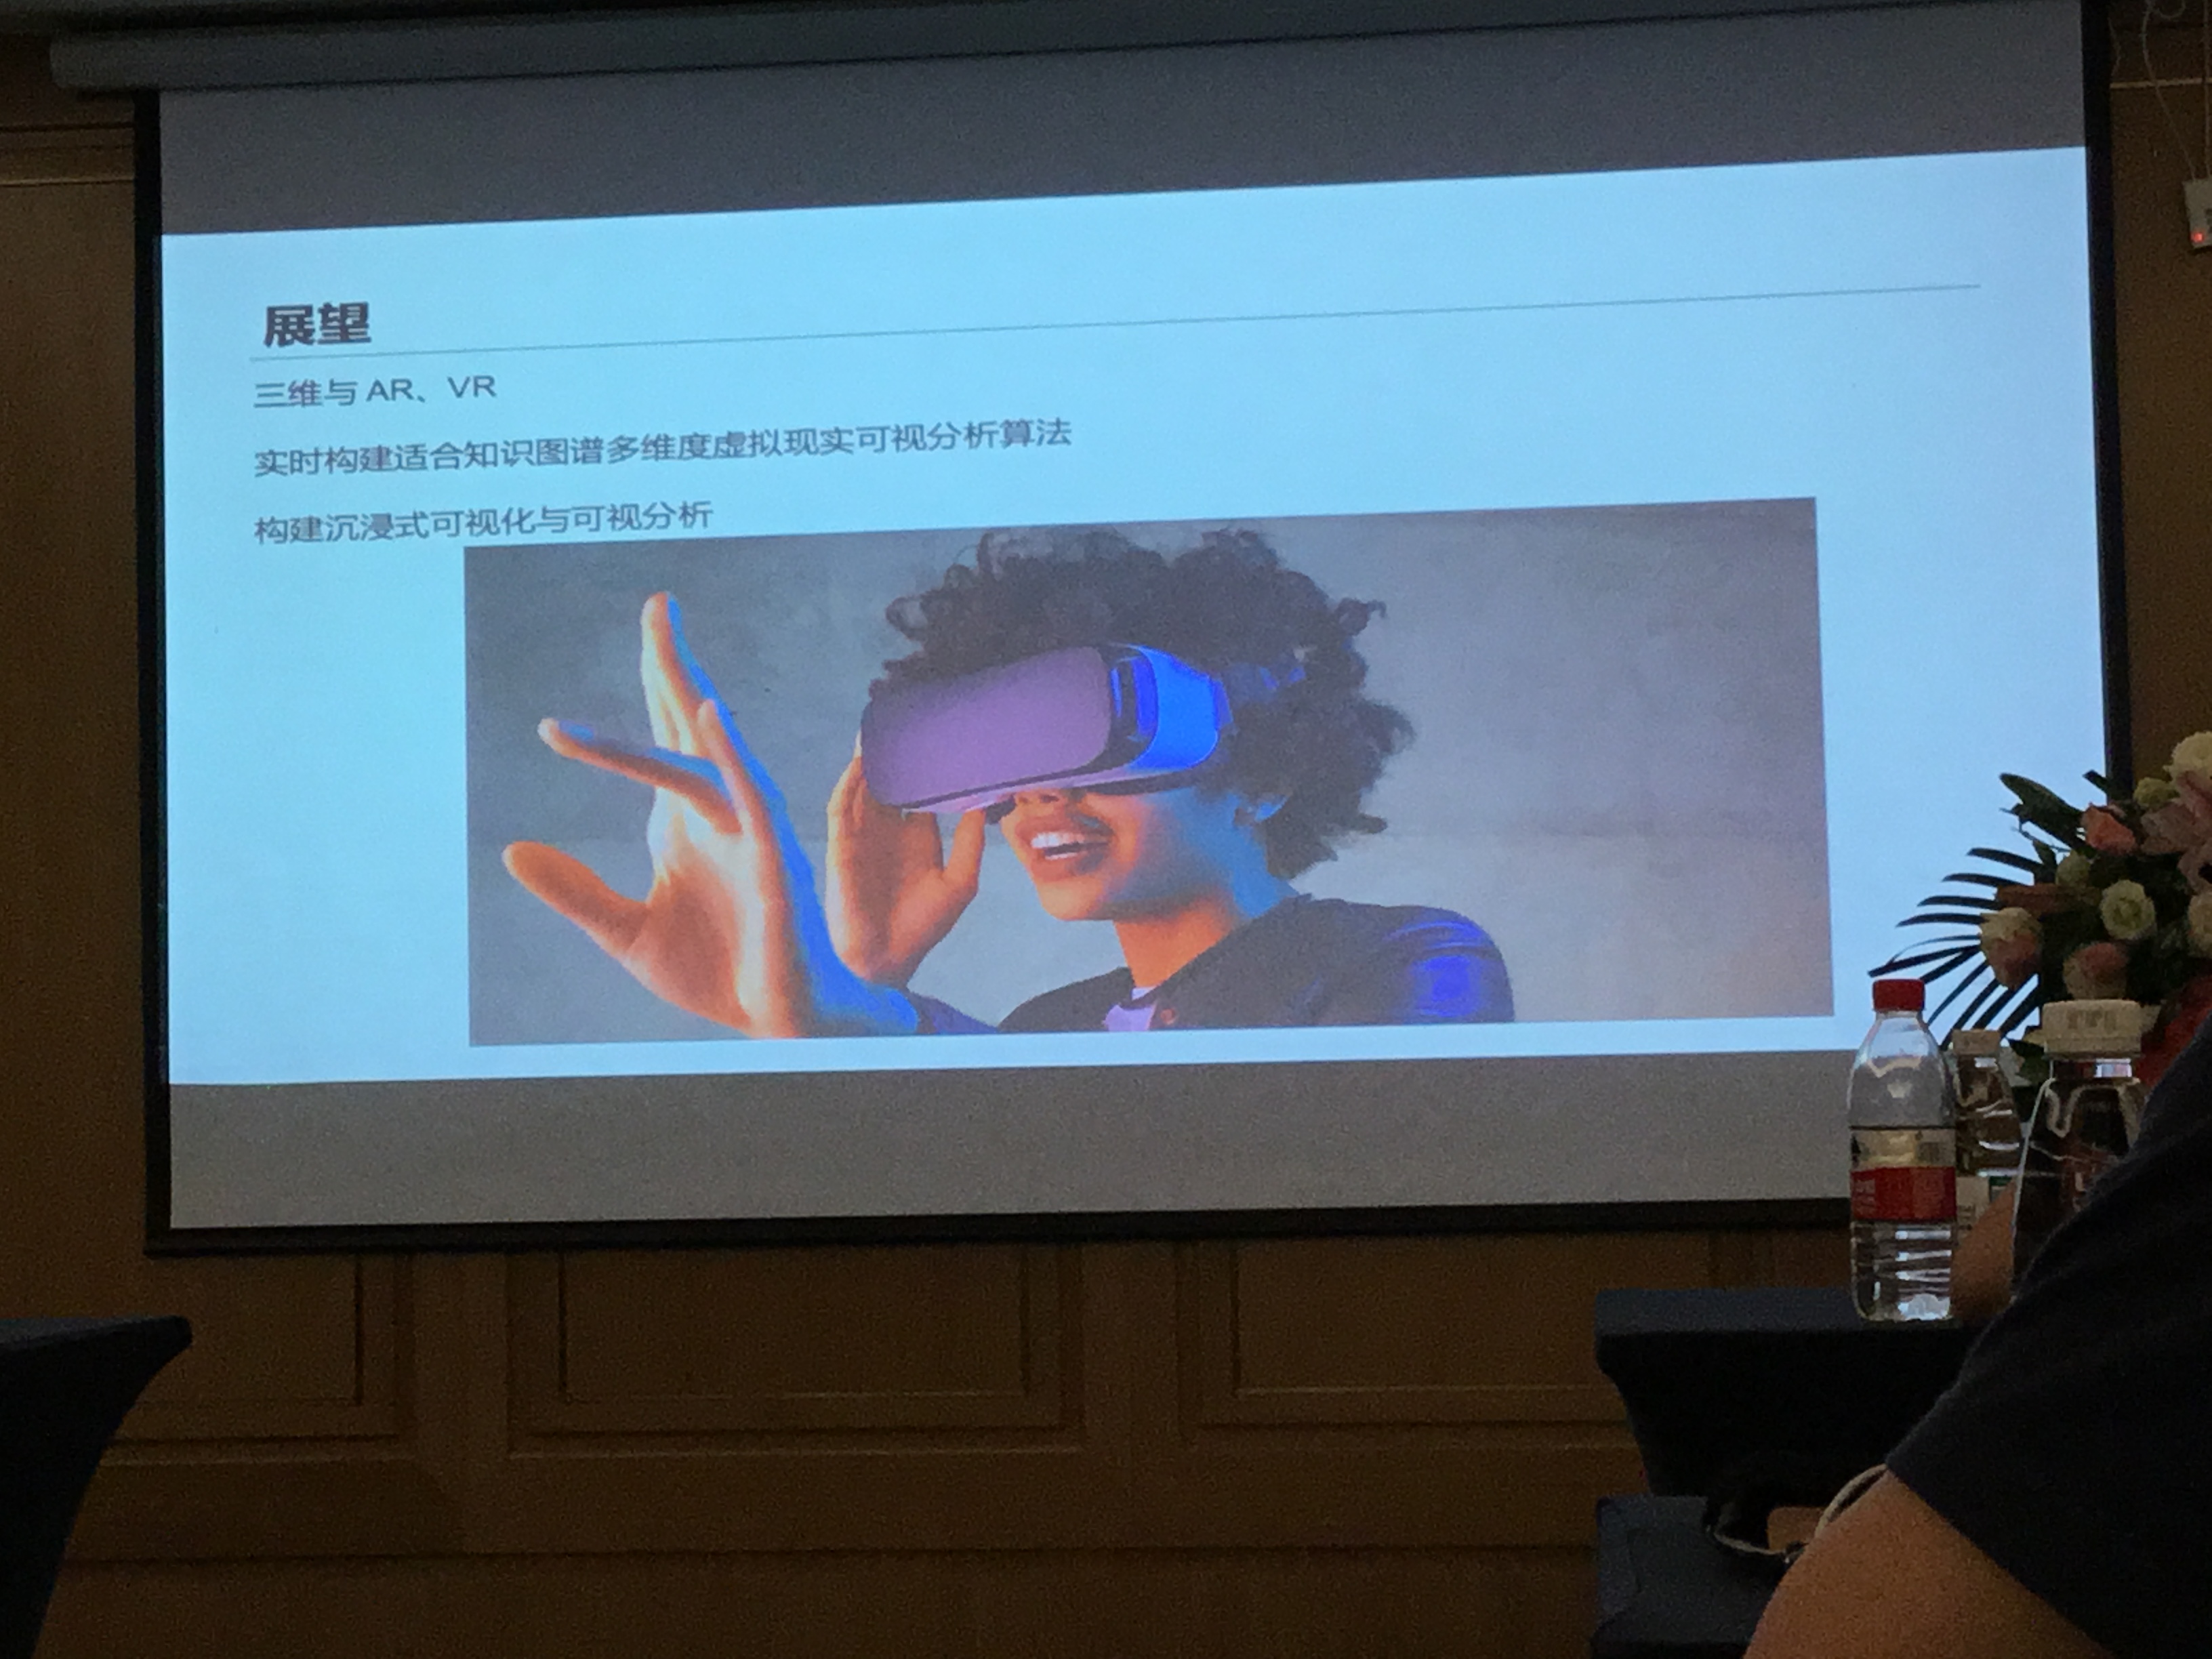 展望
三维与 AR、VR
实时构建适合知识图谱多维度虚拟现实可视分析算法
构建沉浸式可视化与可视分析